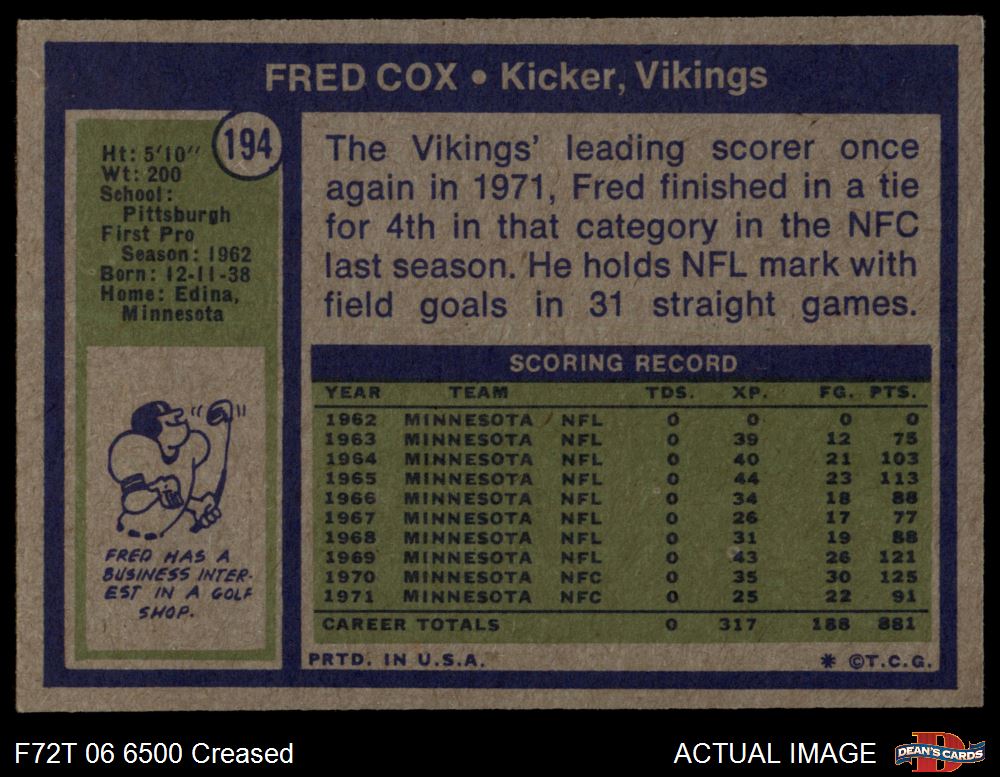 FRED COX • Kicker, Vikings
194
Ht: 5'10"
Wt: 200
School:
Pittsburgh
First Pro
Season: 1962
Born: 12-11-38
Home: Edina,
Minnesota
FRED HAS A
BUSINESS INTER-
EST IN A GOLF
SHOP.
The Vikings' leading scorer once
again in 1971, Fred finished in a tie
for 4th in that category in the NFC
last season. He holds NFL mark with
field goals in 31 straight games.
SCORING RECORD
YEAR TEAM TDS. XP. FG. PTS.
1962 MINNESOTA NFL 0 0 0 0
1963 MINNESOTA NFL 0 39 12 75
1964 MINNESOTA NFL 0 40 21 103
1965 MINNESOTA NFL 0 44 23 113
1966 MINNESOTA NFL 0 34 18 88
1967 MINNESOTA NFL 0 26 17 77
1968 MINNESOTA NFL 0 31 19 88
1969 MINNESOTA NFL 0 43 26 121
1970 MINNESOTA NFC 0 35 30 125
1971 MINNESOTA NFC 0 25 22 91
CAREER TOTALS 0 317 188 881
PRTD. IN U.S.A. * ©T.C.G.
F72T 06 6500 Creased
ACTUAL IMAGE
D
DEAN'S CARDS